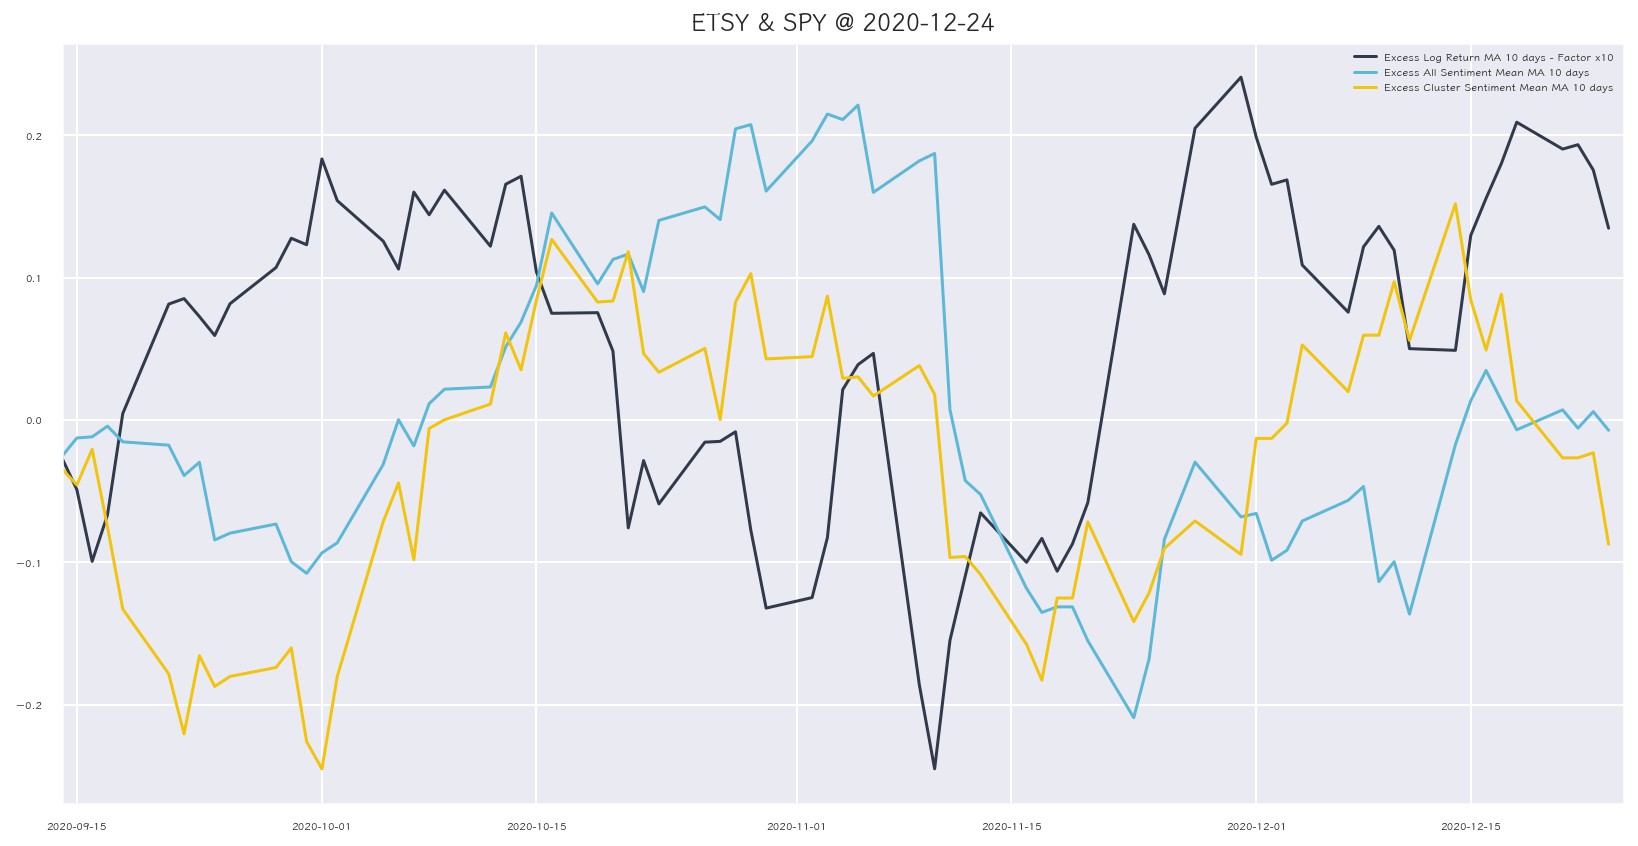 ETSY & SPY @ 2020-12-24
Excess Log Return MA 10 days - Factor x10
Excess All Sentiment Mean MA 10 days
Excess Cluster Sentiment Mean MA 10 days
0.2
0.1
0.0
−0.1
−0.2
2020-09-15 2020-10-01 2020-10-15 2020-11-01 2020-11-15 2020-12-01 2020-12-15